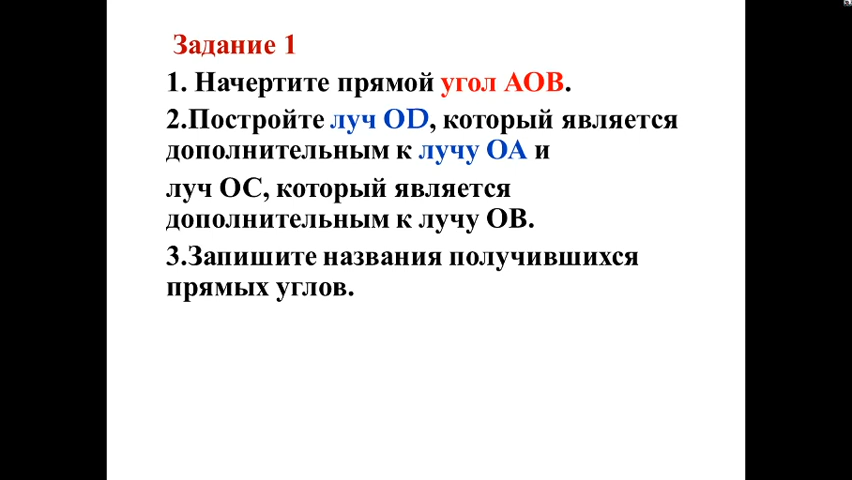 Задание 1
1. Начертите прямой угол АОВ.
2.Постройте луч OD, который является
дополнительным к лучу ОА и
луч ОС, который является
дополнительным к лучу ОВ.
3.Запишите названия получившихся
прямых углов.